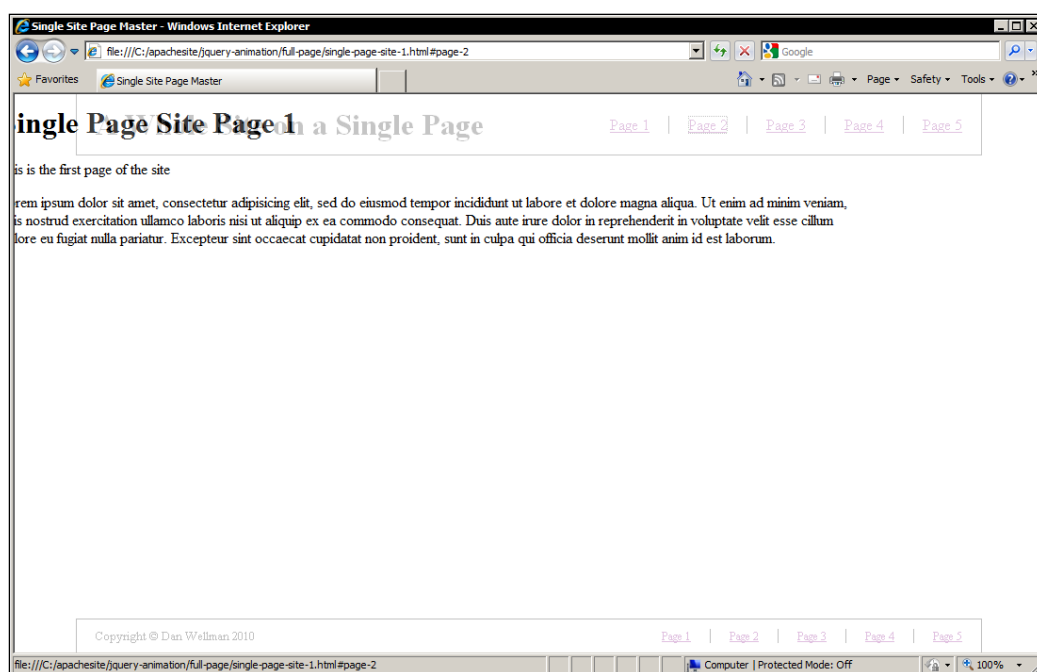 Single Site Page Master - Windows Internet Explorer
file:///C:/apachesite/jquery-animation/full-page/single-page-site-1.html#page-2
Google
Favorites
Single Site Page Master
Page
Safety
Tools
ingle Page Site Page 1
n a Single Page
Page 1 | Page 2 | Page 3 | Page 4 | Page 5
is is the first page of the site
rem ipsum dolor sit amet, consectetur adipisicing elit, sed do eiusmod tempor incididunt ut labore et dolore magna aliqua. Ut enim ad minim veniam,
is nostrud exercitation ullamco laboris nisi ut aliquip ex ea commodo consequat. Duis aute irure dolor in reprehenderit in voluptate velit esse cillum
lore eu fugiat nulla pariatur. Excepteur sint occaecat cupidatat non proident, sunt in culpa qui officia deserunt mollit anim id est laborum.
Copyright © Dan Wellman 2010
Page 1 | Page 2 | Page 3 | Page 4 | Page 5
file:///C:/apachesite/jquery-animation/full-page/single-page-site-1.html#page-2
Computer | Protected Mode: Off
100%